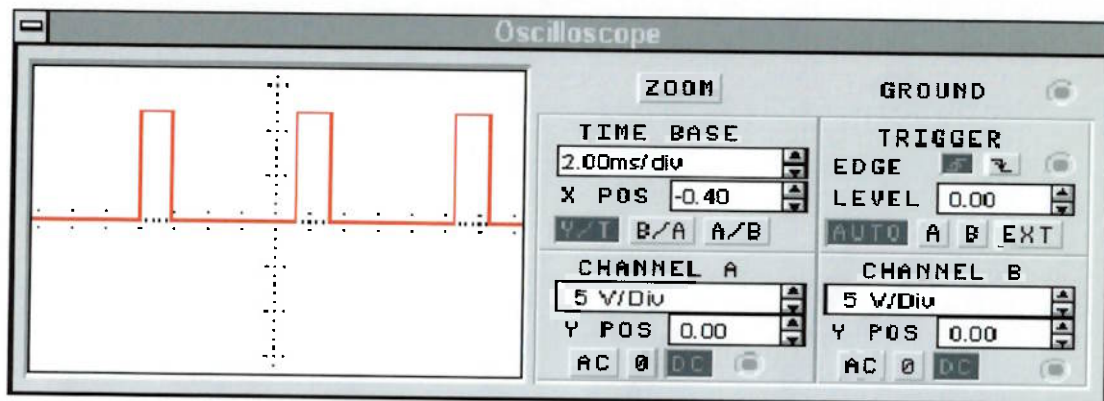 Oscilloscope
ZOOM
GROUND
TIME BASE
2.00ms/div
X POS -0.40
Y/T B/A A/B
TRIGGER
EDGE
LEVEL 0.00
AUTO A B EXT
CHANNEL A
5 V/Div
Y POS 0.00
AC 0 DC
CHANNEL B
5 V/Div
Y POS 0.00
AC 0 DC